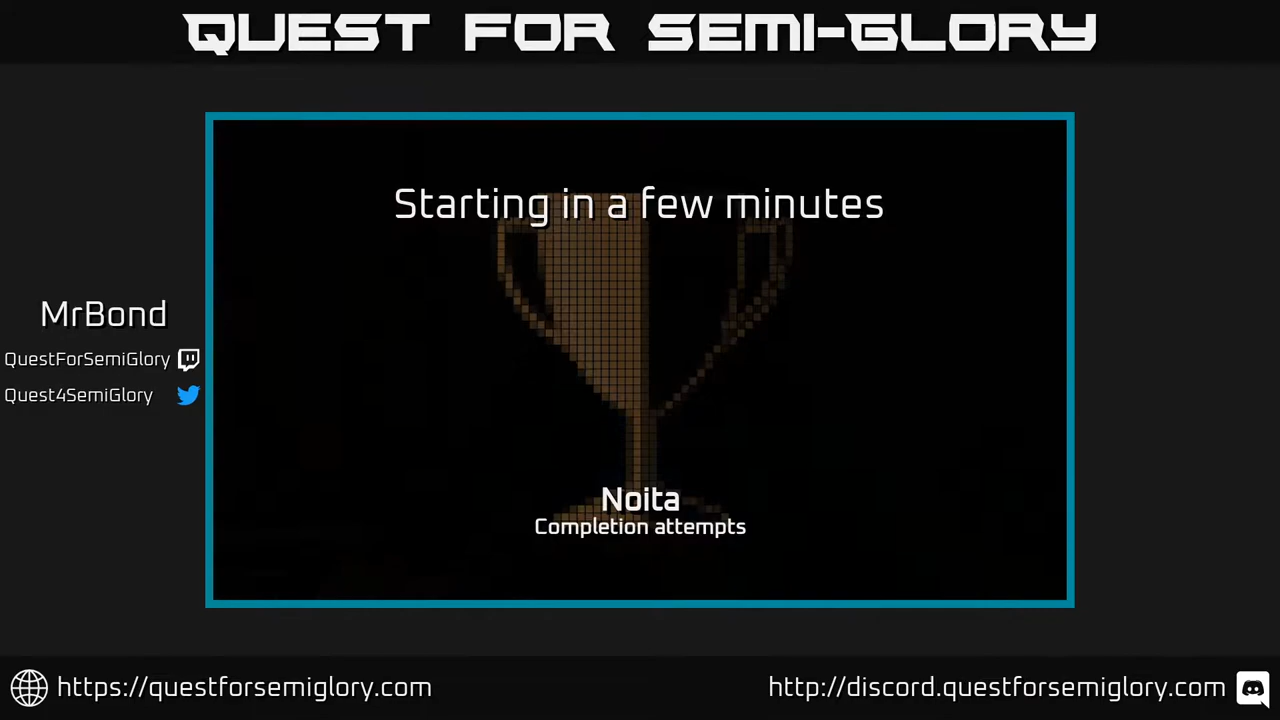 QUEST FOR SEMI-GLORY
Starting in a few minutes
MrBond
QuestForSemiGlory
Quest4SemiGlory
Noita
Completion attempts
https://questforsemiglory.com
http://discord.questforsemiglory.com